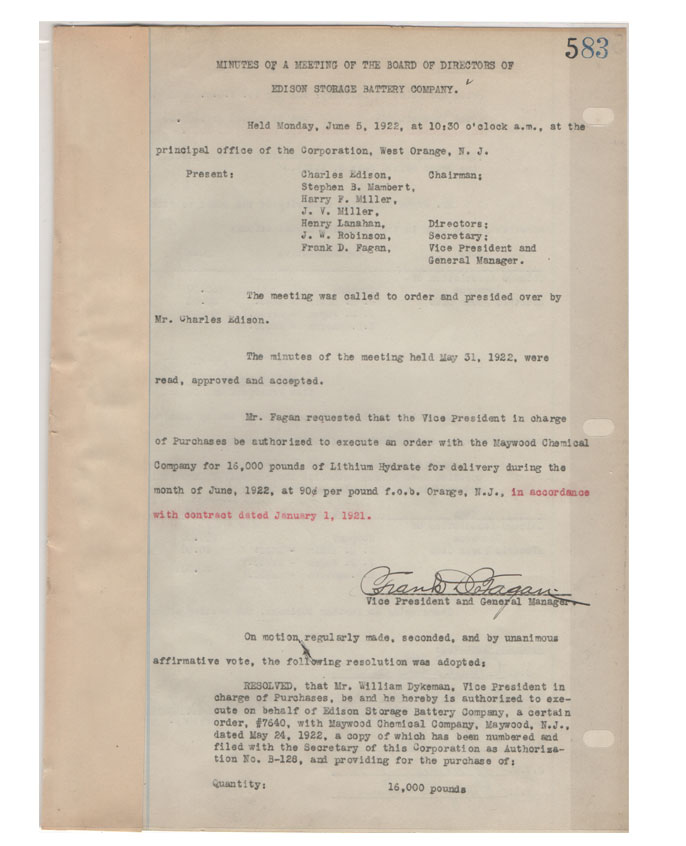 583
MINUTES OF A MEETING OF THE BOARD OF DIRECTORS OF
EDISON STORAGE BATTERY COMPANY.
Held Monday, June 5, 1922, at 10:30 o'clock a.m., at the
principal office of the Corporation, West Orange, N. J.
Present: Charles Edison, Chairman;
Stephen B. Mambert,
Harry F. Miller,
J. V. Miller,
Henry Lanahan, Directors;
J. W. Robinson, Secretary;
Frank D. Fagan, Vice President and
General Manager.
The meeting was called to order and presided over by
Mr. Charles Edison.
The minutes of the meeting held May 31, 1922, were
read, approved and accepted.
Mr. Fagan requested that the Vice President in charge
of Purchases be authorized to execute an order with the Maywood Chemical
Company for 16,000 pounds of Lithium Hydrate for delivery during the
month of June, 1922, at 90¢ per pound f.o.b. Orange, N.J., in accordance
with contract dated January 1, 1921.
Frank D. Fagan
Vice President and General Manager.
On motion regularly made, seconded, and by unanimous
affirmative vote, the following resolution was adopted:
RESOLVED, that Mr. William Dykeman, Vice President in
charge of Purchases, be and he hereby is authorized to exe-
cute on behalf of Edison Storage Battery Company, a certain
order, #7640, with Maywood Chemical Company, Maywood, N.J.,
dated May 24, 1922, a copy of which has been numbered and
filed with the Secretary of this Corporation as Authoriza-
tion No. B-128, and providing for the purchase of:
Quantity: 16,000 pounds